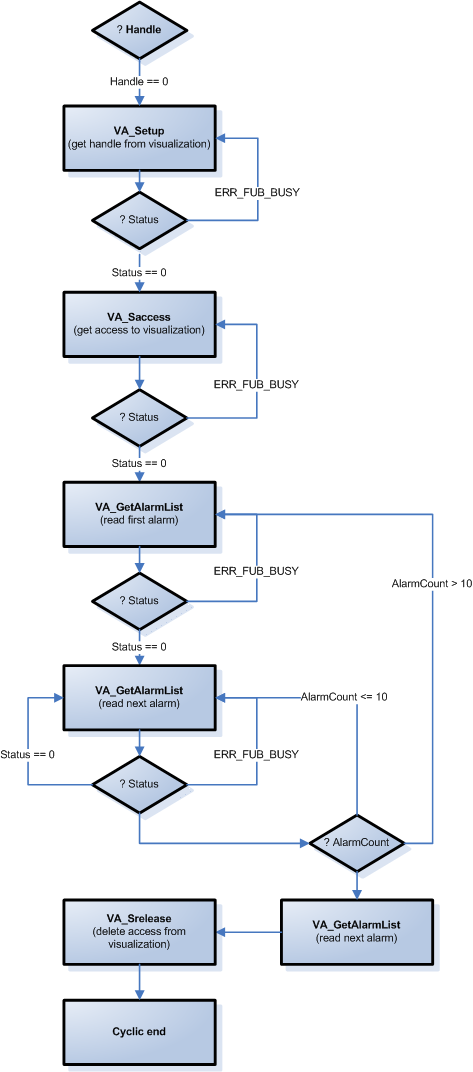 ? Handle
Handle == 0
VA_Setup
(get handle from visualization)
ERR_FUB_BUSY
? Status
Status == 0
VA_Saccess
(get access to visualization)
ERR_FUB_BUSY
? Status
Status == 0
VA_GetAlarmList
(read first alarm)
ERR_FUB_BUSY
AlarmCount > 10
? Status
Status == 0
VA_GetAlarmList
(read next alarm)
AlarmCount <= 10
Status == 0
ERR_FUB_BUSY
? Status
? AlarmCount
VA_Srelease
(delete access from
visualization)
VA_GetAlarmList
(read next alarm)
Cyclic end